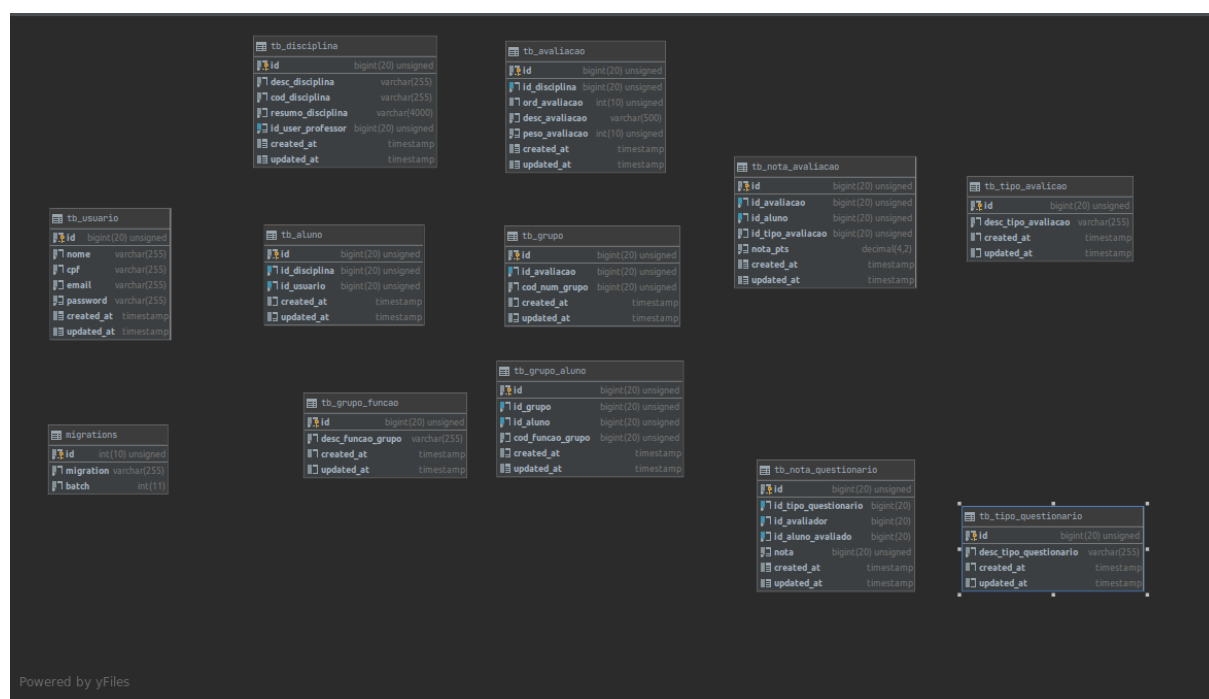 tb_disciplina
id bigint(20) unsigned
desc_disciplina varchar(255)
cod_disciplina varchar(255)
resumo_disciplina varchar(4000)
id_user_professor bigint(20) unsigned
created_at timestamp
updated_at timestamp
tb_avaliacao
id bigint(20) unsigned
id_disciplina bigint(20) unsigned
ord_avaliacao int(10) unsigned
desc_avaliacao varchar(500)
peso_avaliacao int(10) unsigned
created_at timestamp
updated_at timestamp
tb_nota_avaliacao
id bigint(20) unsigned
id_avaliacao bigint(20) unsigned
id_aluno bigint(20) unsigned
id_tipo_avaliacao bigint(20) unsigned
nota_pts decimal(4,2)
created_at timestamp
updated_at timestamp
tb_tipo_avalicao
id bigint(20) unsigned
desc_tipo_avaliacao varchar(255)
created_at timestamp
updated_at timestamp
tb_usuario
id bigint(20) unsigned
nome varchar(255)
cpf varchar(255)
email varchar(255)
password varchar(255)
created_at timestamp
updated_at timestamp
tb_aluno
id bigint(20) unsigned
id_disciplina bigint(20) unsigned
id_usuario bigint(20) unsigned
created_at timestamp
updated_at timestamp
tb_grupo
id bigint(20) unsigned
id_avaliacao bigint(20) unsigned
cod_num_grupo bigint(20) unsigned
created_at timestamp
updated_at timestamp
tb_grupo_aluno
id bigint(20) unsigned
id_grupo bigint(20) unsigned
id_aluno bigint(20) unsigned
cod_funcao_grupo bigint(20) unsigned
created_at timestamp
updated_at timestamp
tb_grupo_funcao
id bigint(20) unsigned
desc_funcao_grupo varchar(255)
created_at timestamp
updated_at timestamp
migrations
id int(10) unsigned
migration varchar(255)
batch int(11)
tb_nota_questionario
id bigint(20) unsigned
id_tipo_questionario bigint(20)
id_avaliador bigint(20)
id_aluno_avaliado bigint(20)
nota bigint(20) unsigned
created_at timestamp
updated_at timestamp
tb_tipo_questionario
id bigint(20) unsigned
desc_tipo_questionario varchar(255)
created_at timestamp
updated_at timestamp
Powered by yFiles